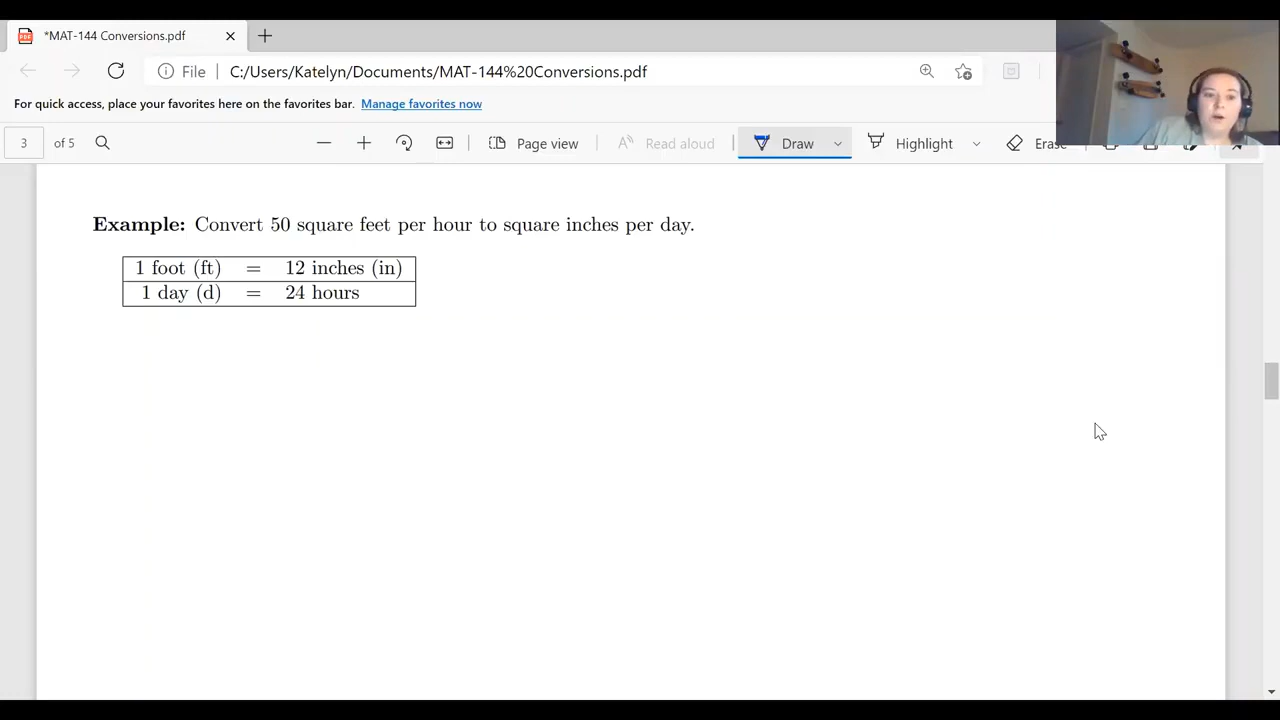 *MAT-144 Conversions.pdf
File C:/Users/Katelyn/Documents/MAT-144%20Conversions.pdf
For quick access, place your favorites here on the favorites bar. Manage favorites now
3 of 5 Page view Read aloud Draw Highlight Erase
Example: Convert 50 square feet per hour to square inches per day.
1 foot (ft) = 12 inches (in)
1 day (d) = 24 hours